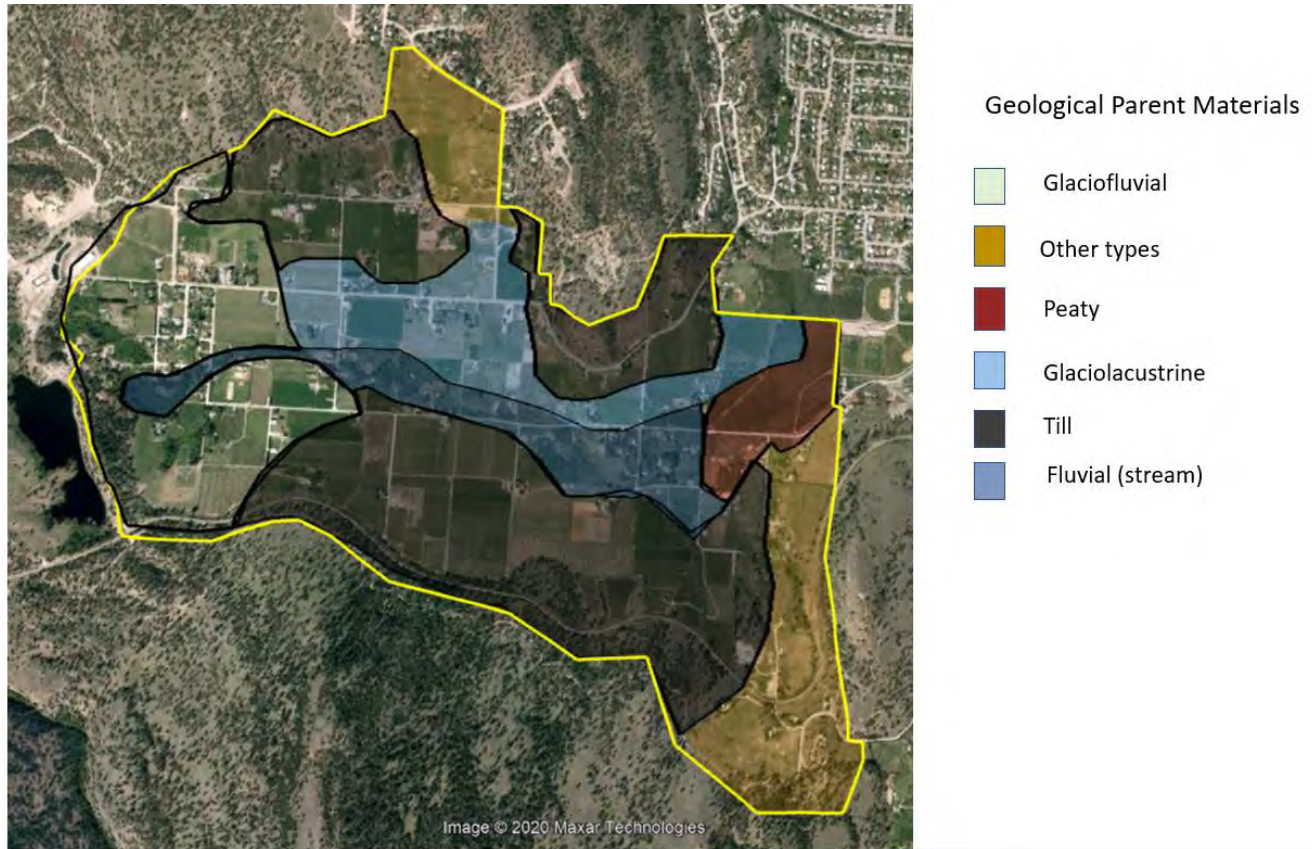 Geological Parent Materials
Glaciofluvial
Other types
Peaty
Glaciolacustrine
Till
Fluvial (stream)
Image © 2020 Maxar Technologies